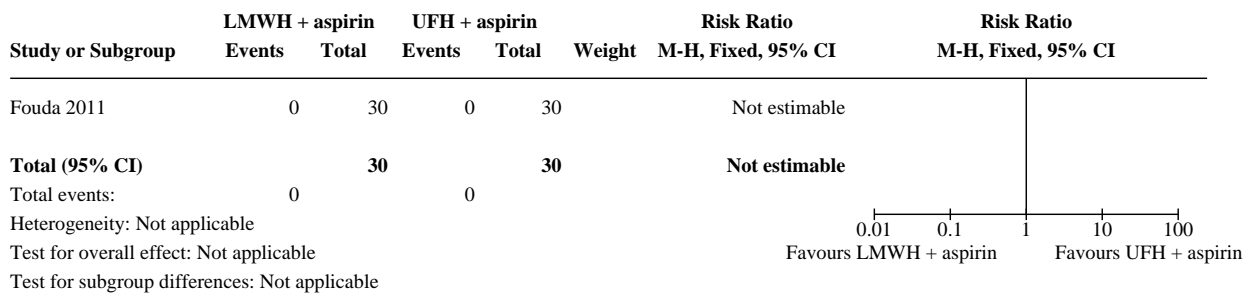 LMWH + aspirin UFH + aspirin Risk Ratio Risk Ratio
Study or Subgroup Events Total Events Total Weight M-H, Fixed, 95% CI M-H, Fixed, 95% CI
Fouda 2011 0 30 0 30 Not estimable
Total (95% CI) 30 30 Not estimable
Total events: 0 0
Heterogeneity: Not applicable
0.01 0.1 1 10 100
Test for overall effect: Not applicable Favours LMWH + aspirin Favours UFH + aspirin
Test for subgroup differences: Not applicable